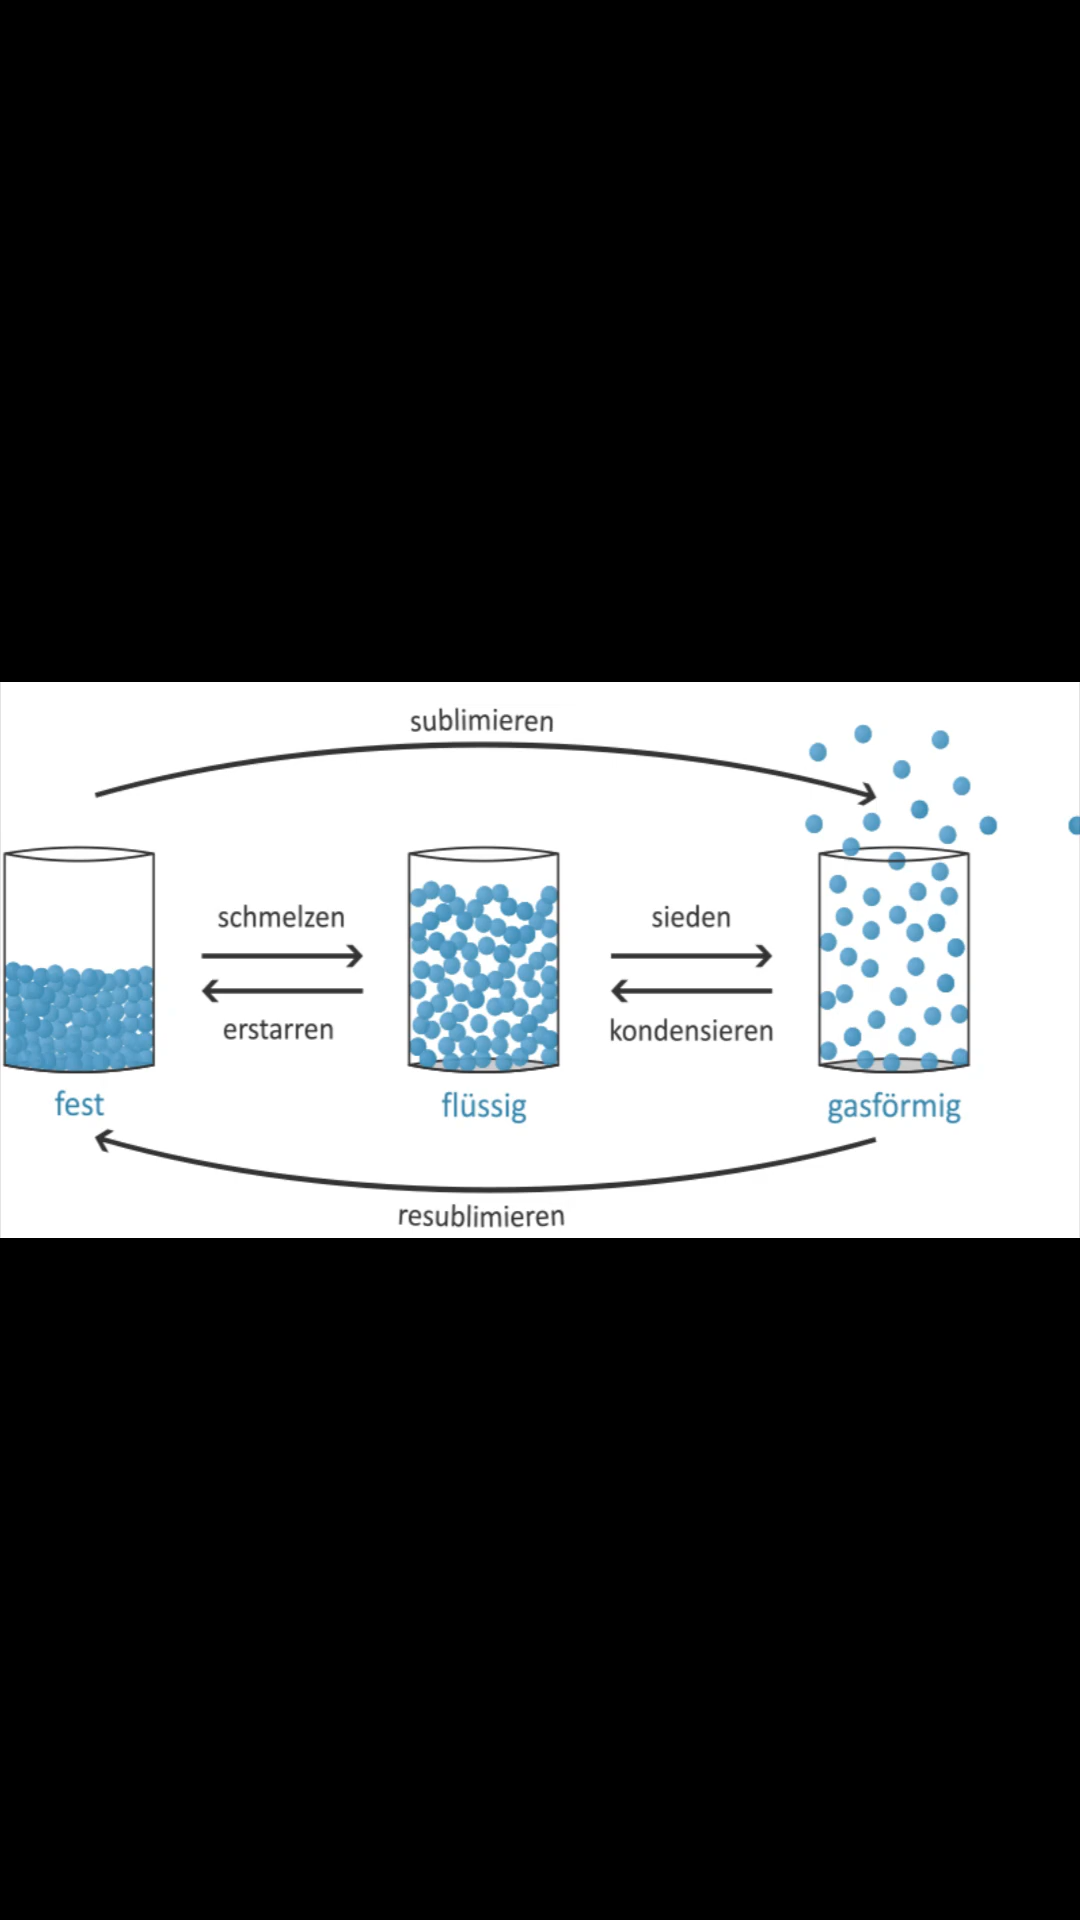 sublimieren
schmelzen
sieden
erstarren
kondensieren
fest
flüssig
gasförmig
resublimieren